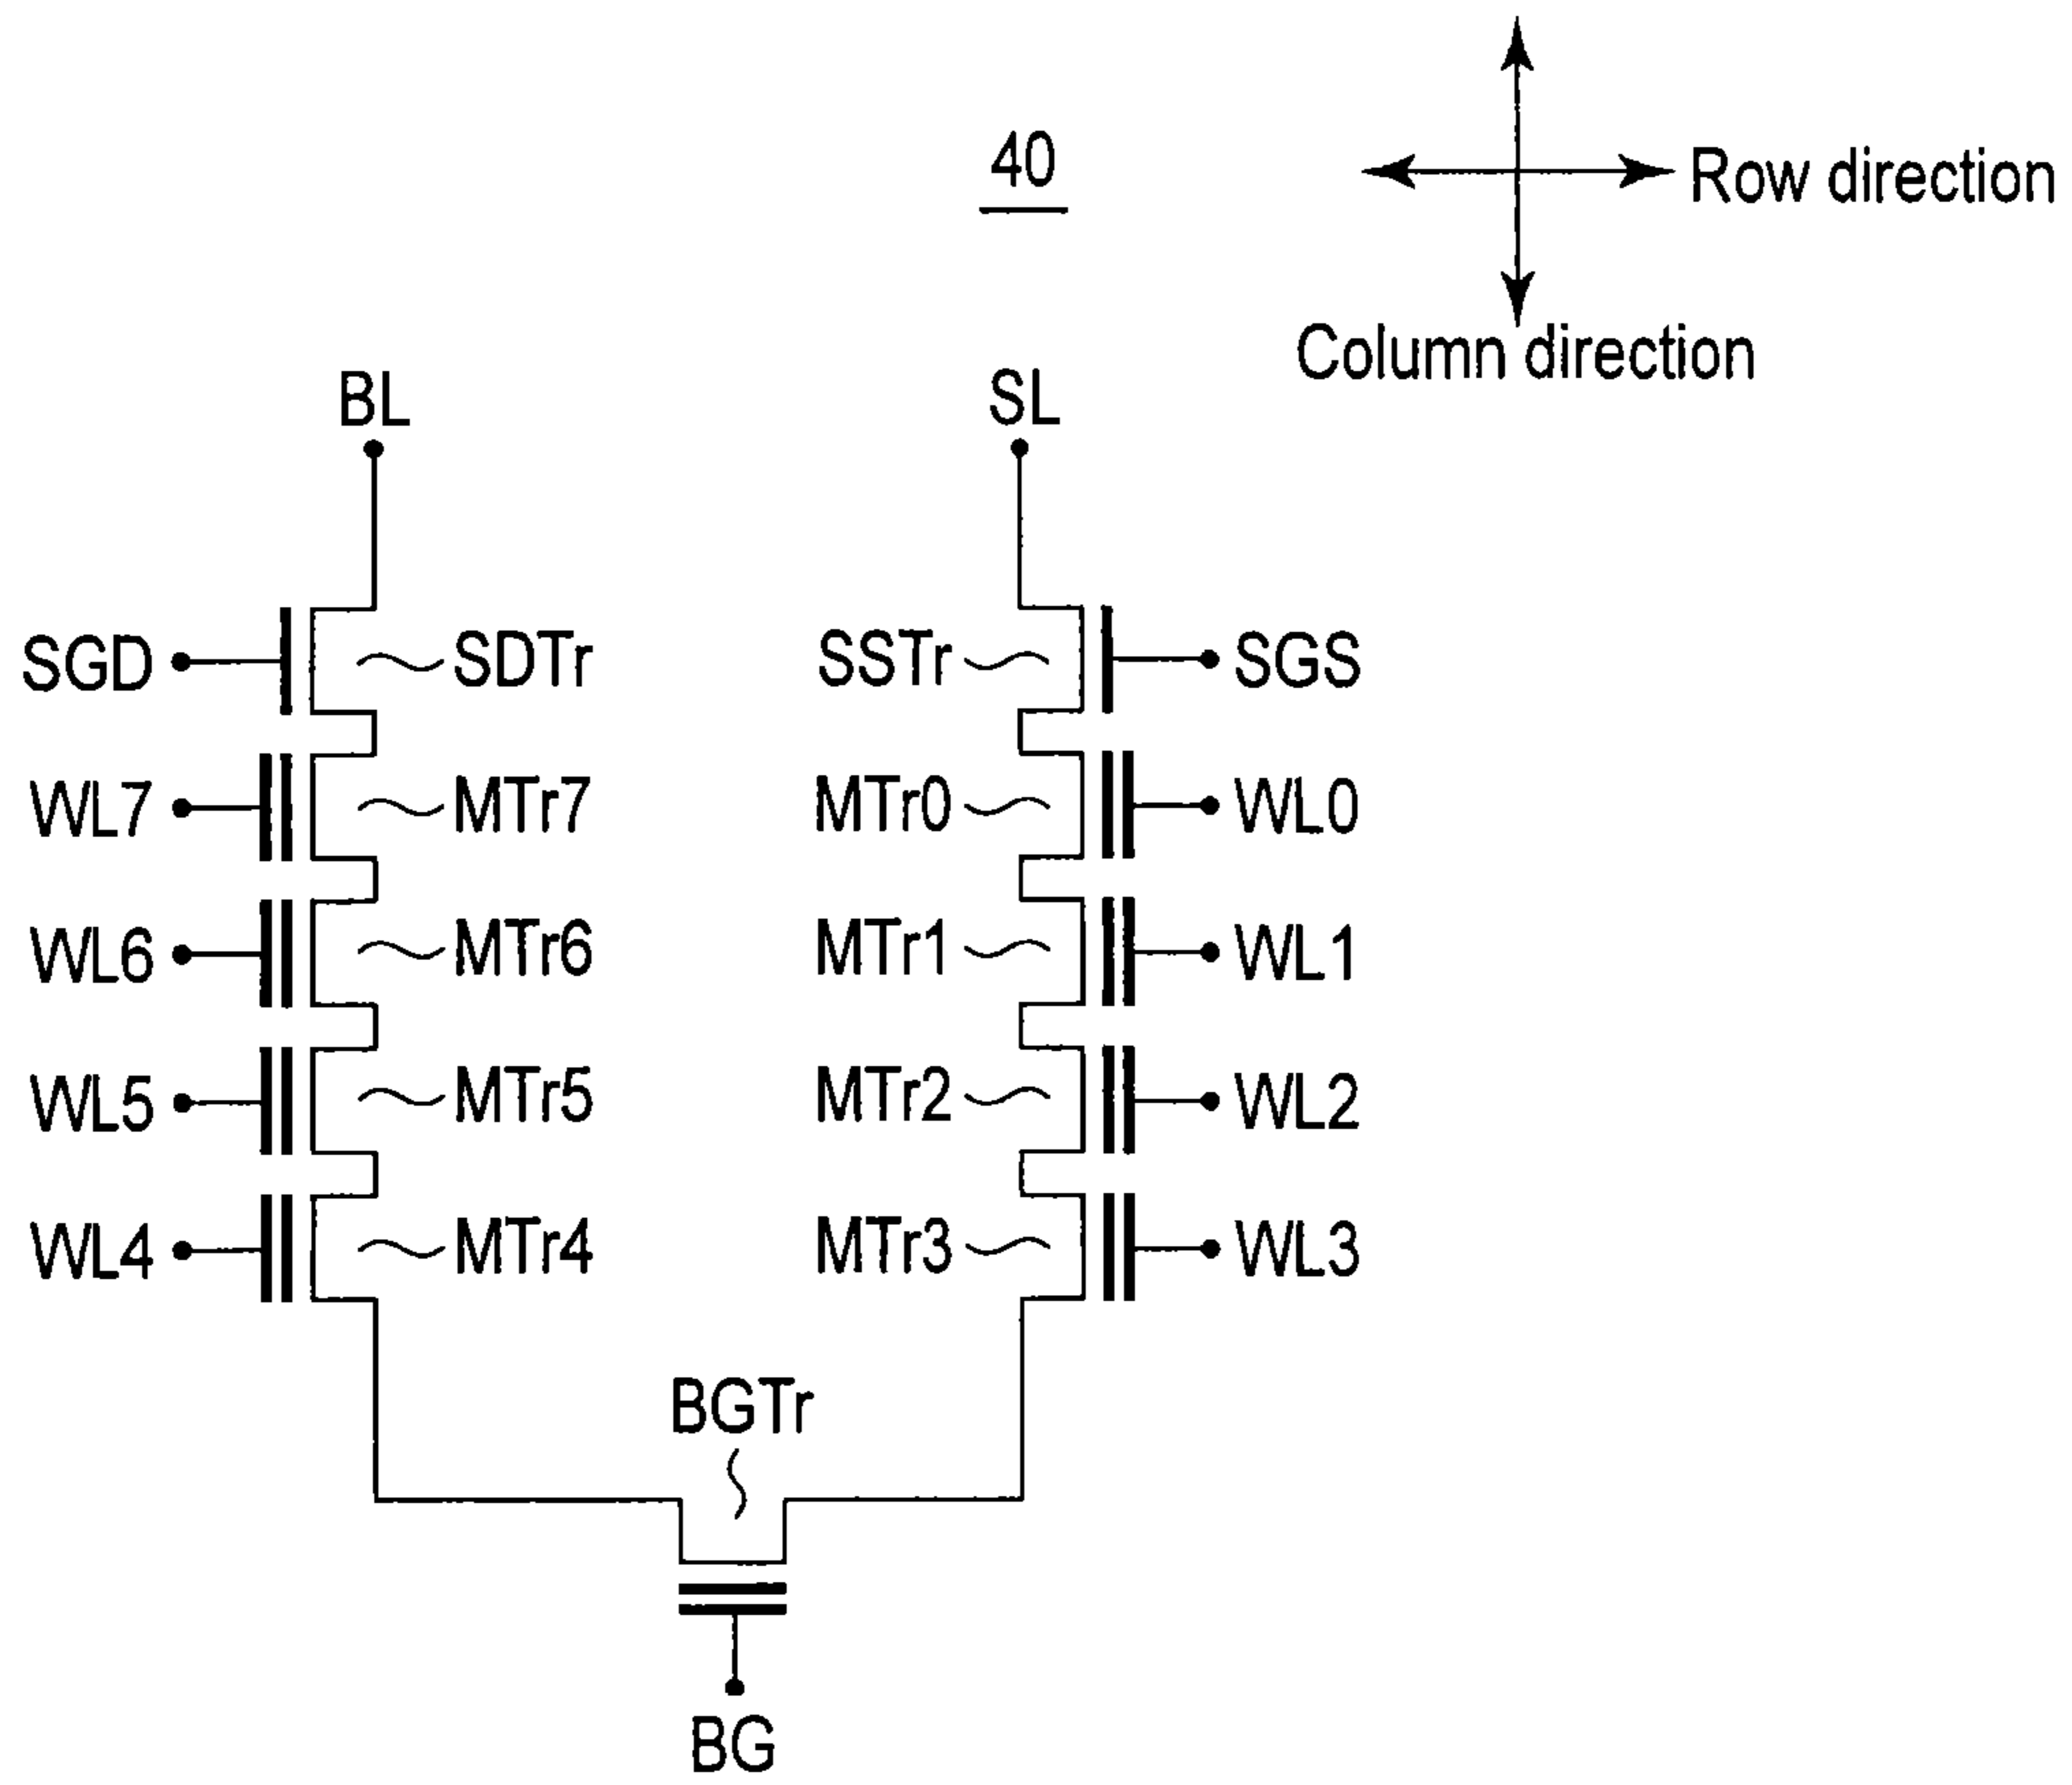 40
Row direction
Column direction
BL
SL
SGD
SDTr
SSTr
SGS
WL7
MTr7
MTr0
WL0
WL6
MTr6
MTr1
WL1
WL5
MTr5
MTr2
WL2
WL4
MTr4
MTr3
WL3
BGTr
BG